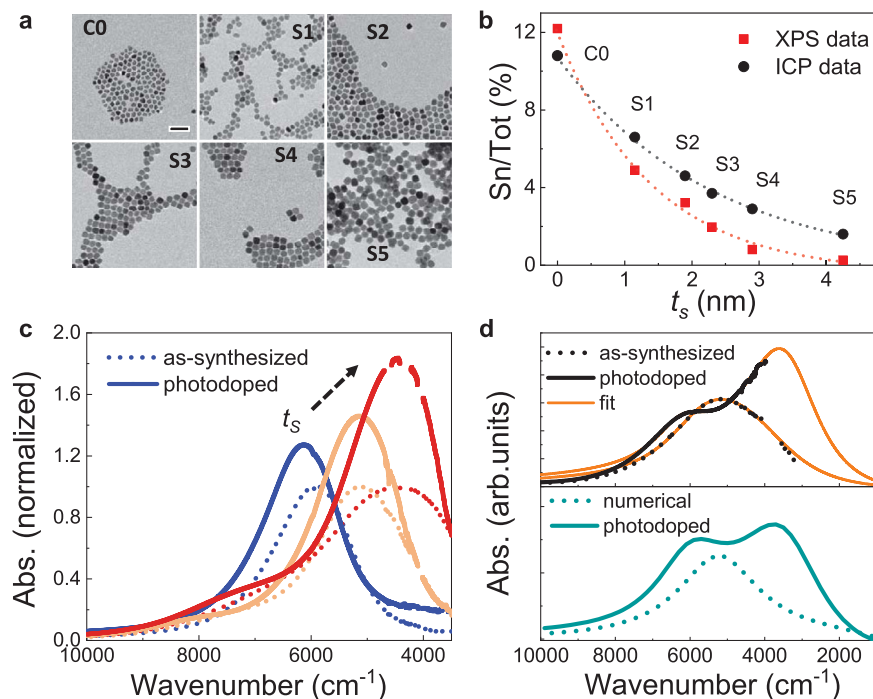 a
C0
S1
S2
S3
S4
S5
b
12
8
4
0
Sn/Tot (%)
XPS data
ICP data
C0
S1
S2
S3
S4
S5
0
1
2
3
4
tₛ (nm)
c
2.0
1.6
1.2
0.8
0.4
0.0
Abs. (normalized)
as-synthesized
photodoped
t_S
10000
8000
6000
4000
Wavenumber (cm⁻¹)
d
as-synthesized
photodoped
fit
numerical
photodoped
Abs. (arb.units)
10000
8000
6000
4000
2000
Wavenumber (cm⁻¹)